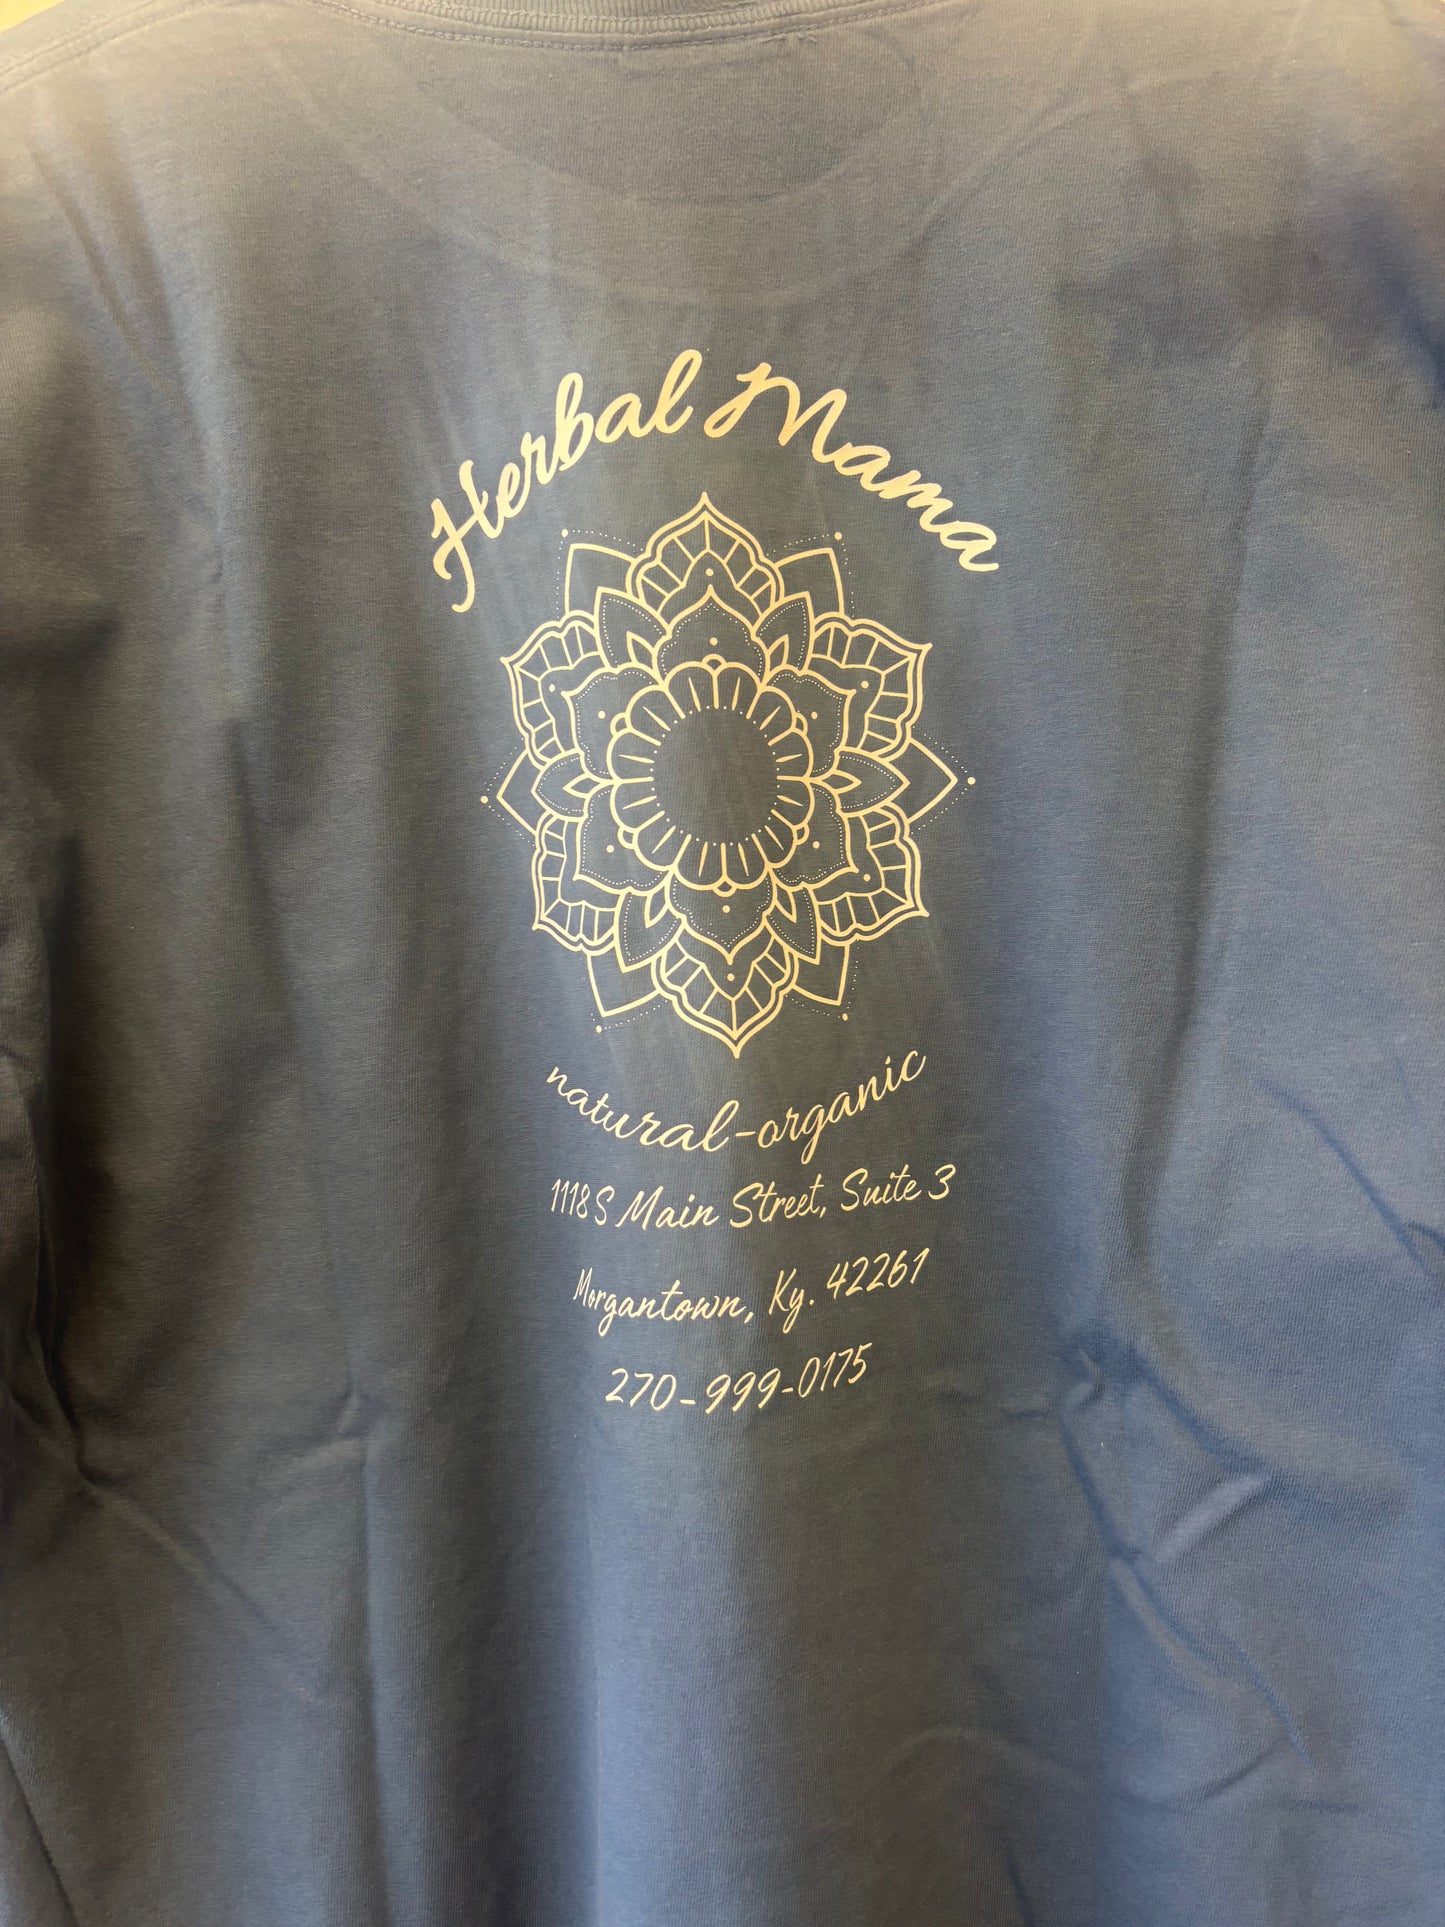 Herbal Mama
natural-organic
1118 S Main Street, Suite 3
Morgantown, Ky. 42261
270-999-0175